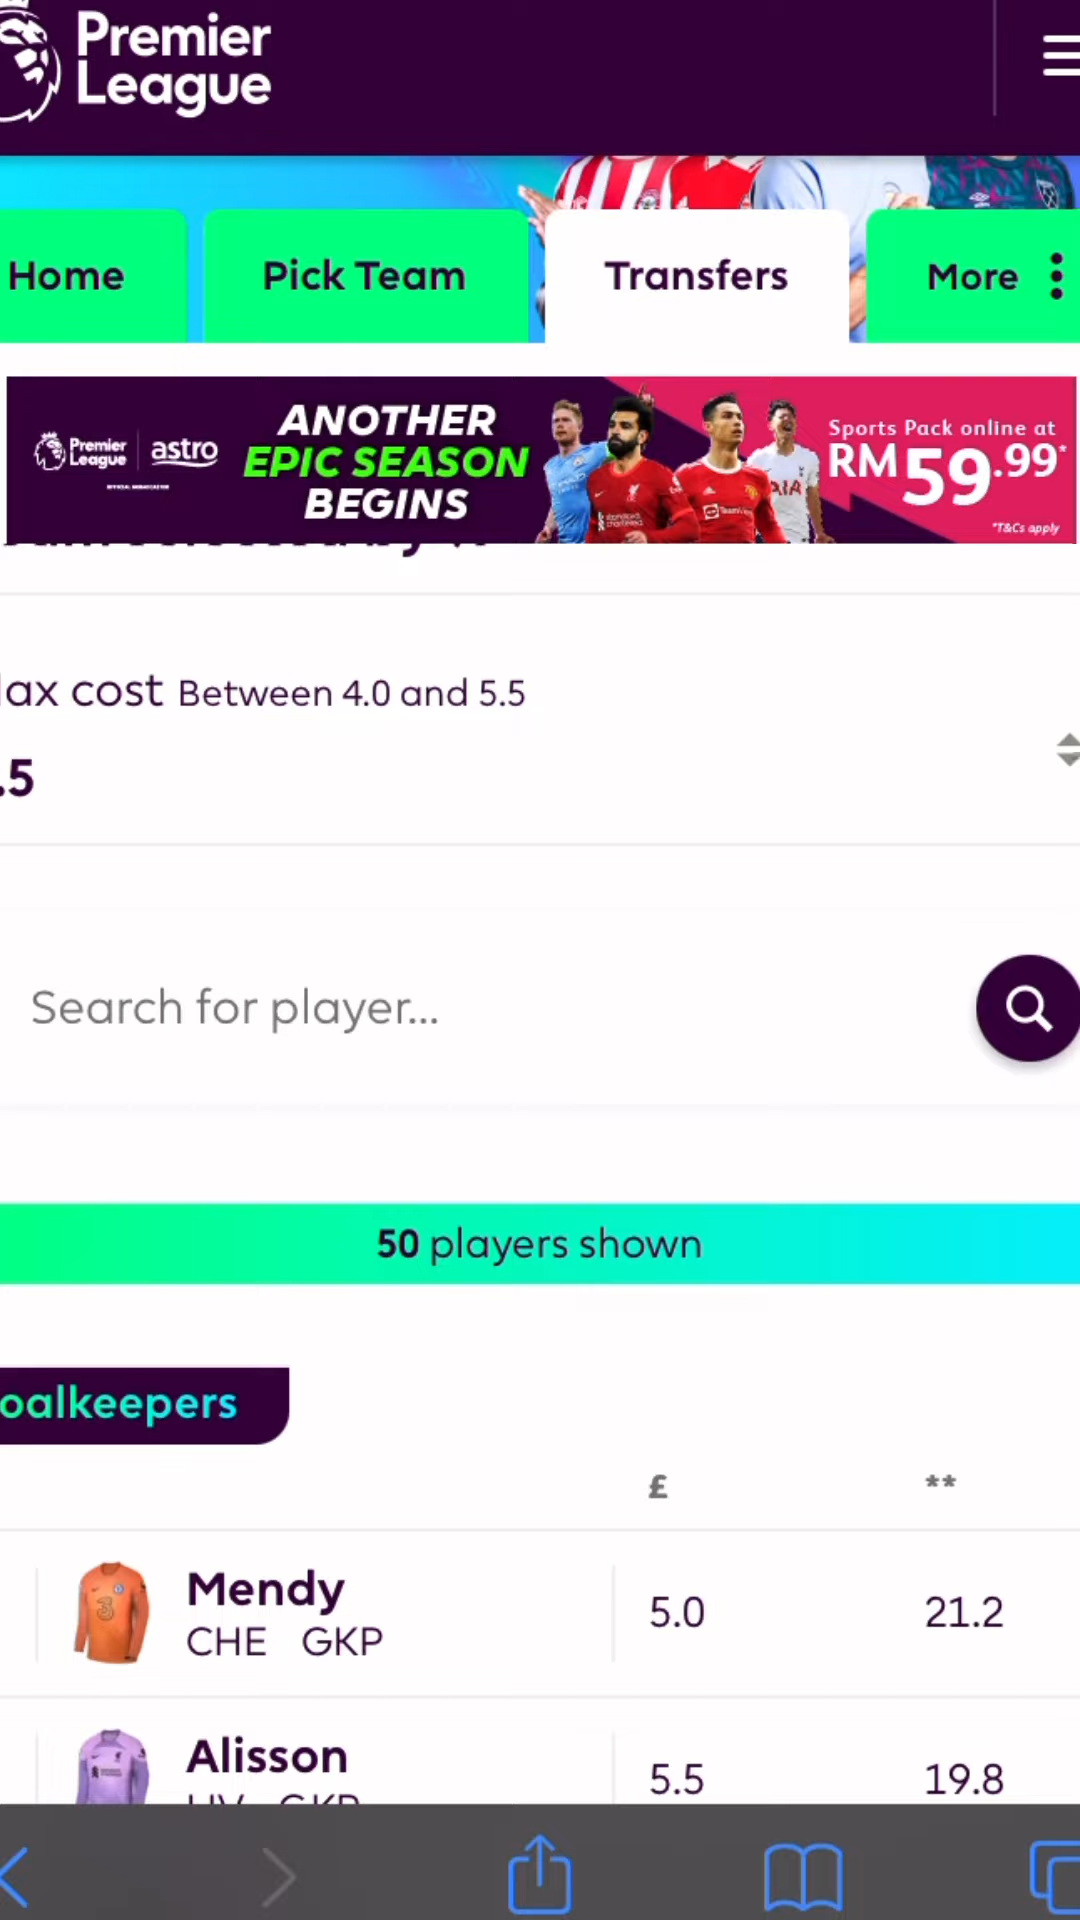 Premier
League
Home
Pick Team
Transfers
More
Premier
League
astro
ANOTHER
EPIC SEASON
BEGINS
Sports Pack online at
RM59.99*
*T&Cs apply
ax cost Between 4.0 and 5.5
.5
Search for player...
50 players shown
oalkeepers
£ **
Mendy
CHE GKP
5.0 21.2
Alisson
LIV GKP
5.5 19.8